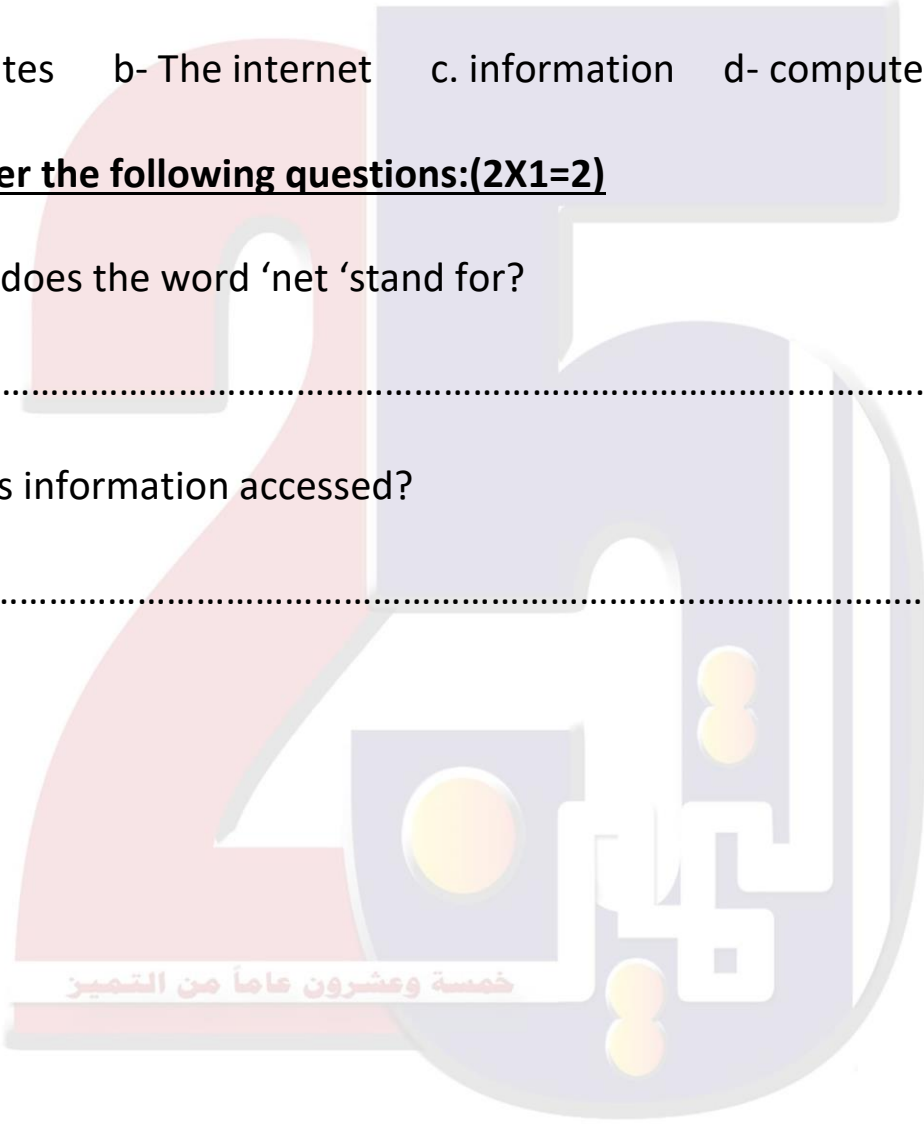 tes b- The internet c. information d- compute
er the following questions:(2X1=2)
does the word ‘net ‘stand for?
................................................................................
s information accessed?
................................................................................
خمسة وعشرون عاماً من التميز